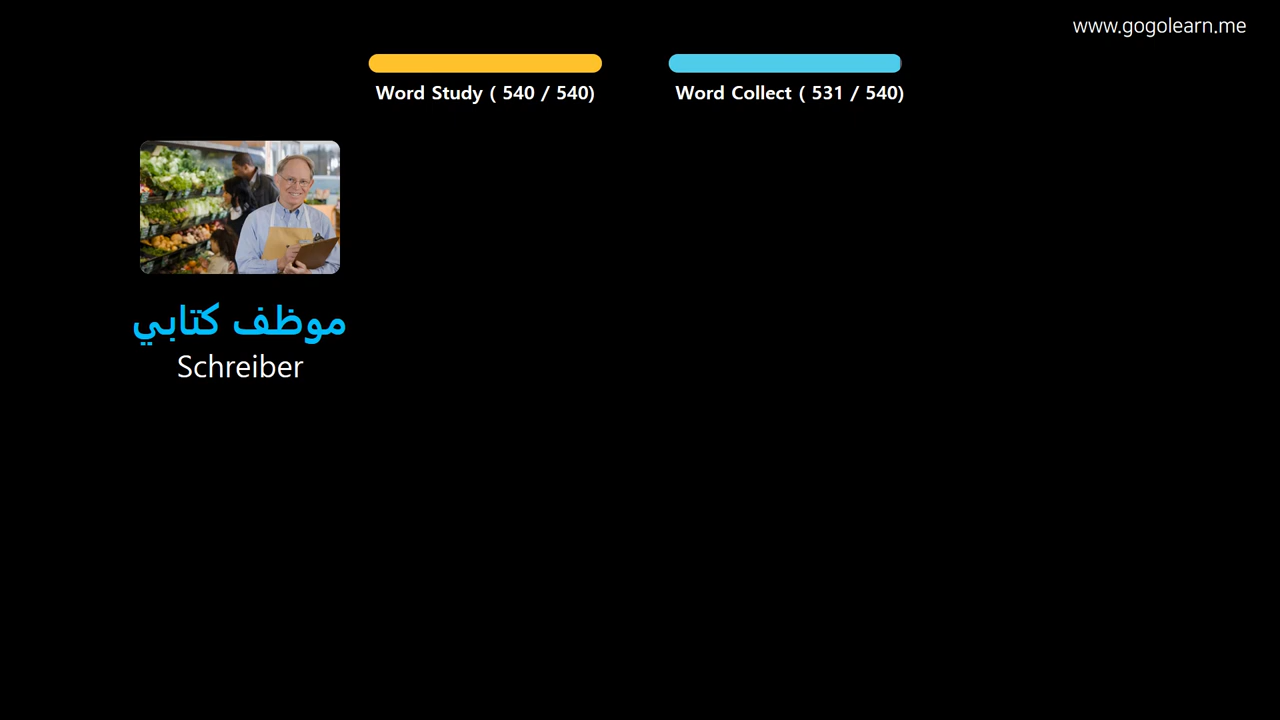 www.gogolearn.me
Word Study ( 540 / 540)
Word Collect ( 531 / 540)
موظف كتابي
Schreiber